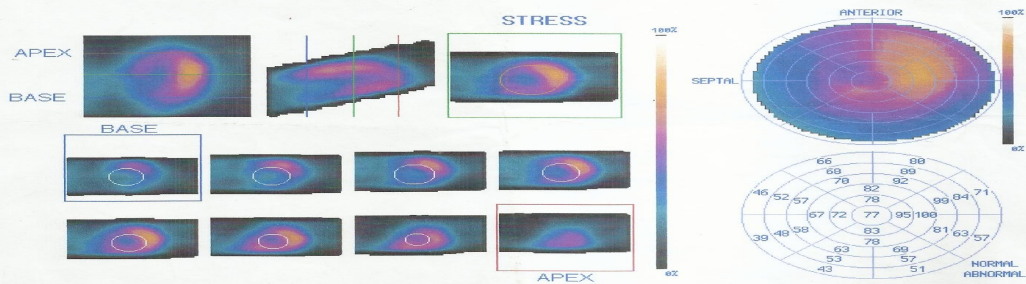 STRESS
APEX
BASE
BASE
APEX
100%
0%
ANTERIOR
SEPTAL
100%
0%
66 80
68 89
70 92
82
46 52 57 78 99 84 71
67 72 77 95 100
39 48 58 83 81 63 57
78
63 69
53 57
43 51
NORMAL
ABNORMAL